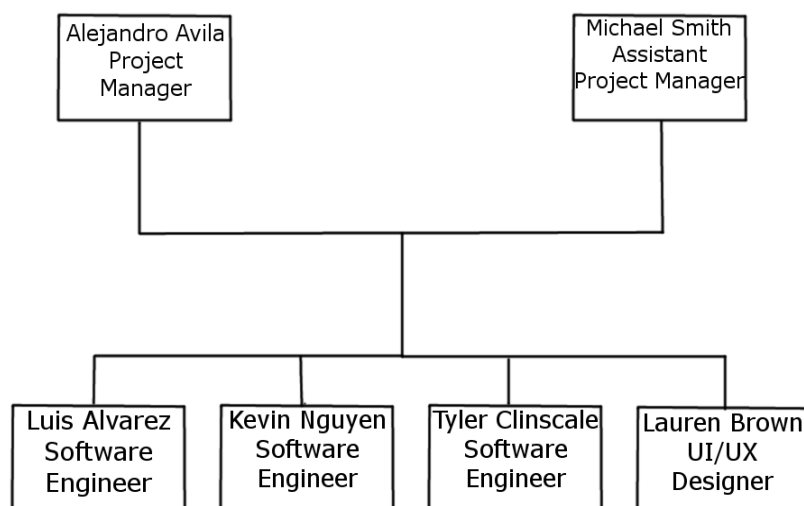 Alejandro Avila
Project
Manager
Michael Smith
Assistant
Project Manager
Luis Alvarez
Software
Engineer
Kevin Nguyen
Software
Engineer
Tyler Clinscale
Software
Engineer
Lauren Brown
UI/UX
Designer